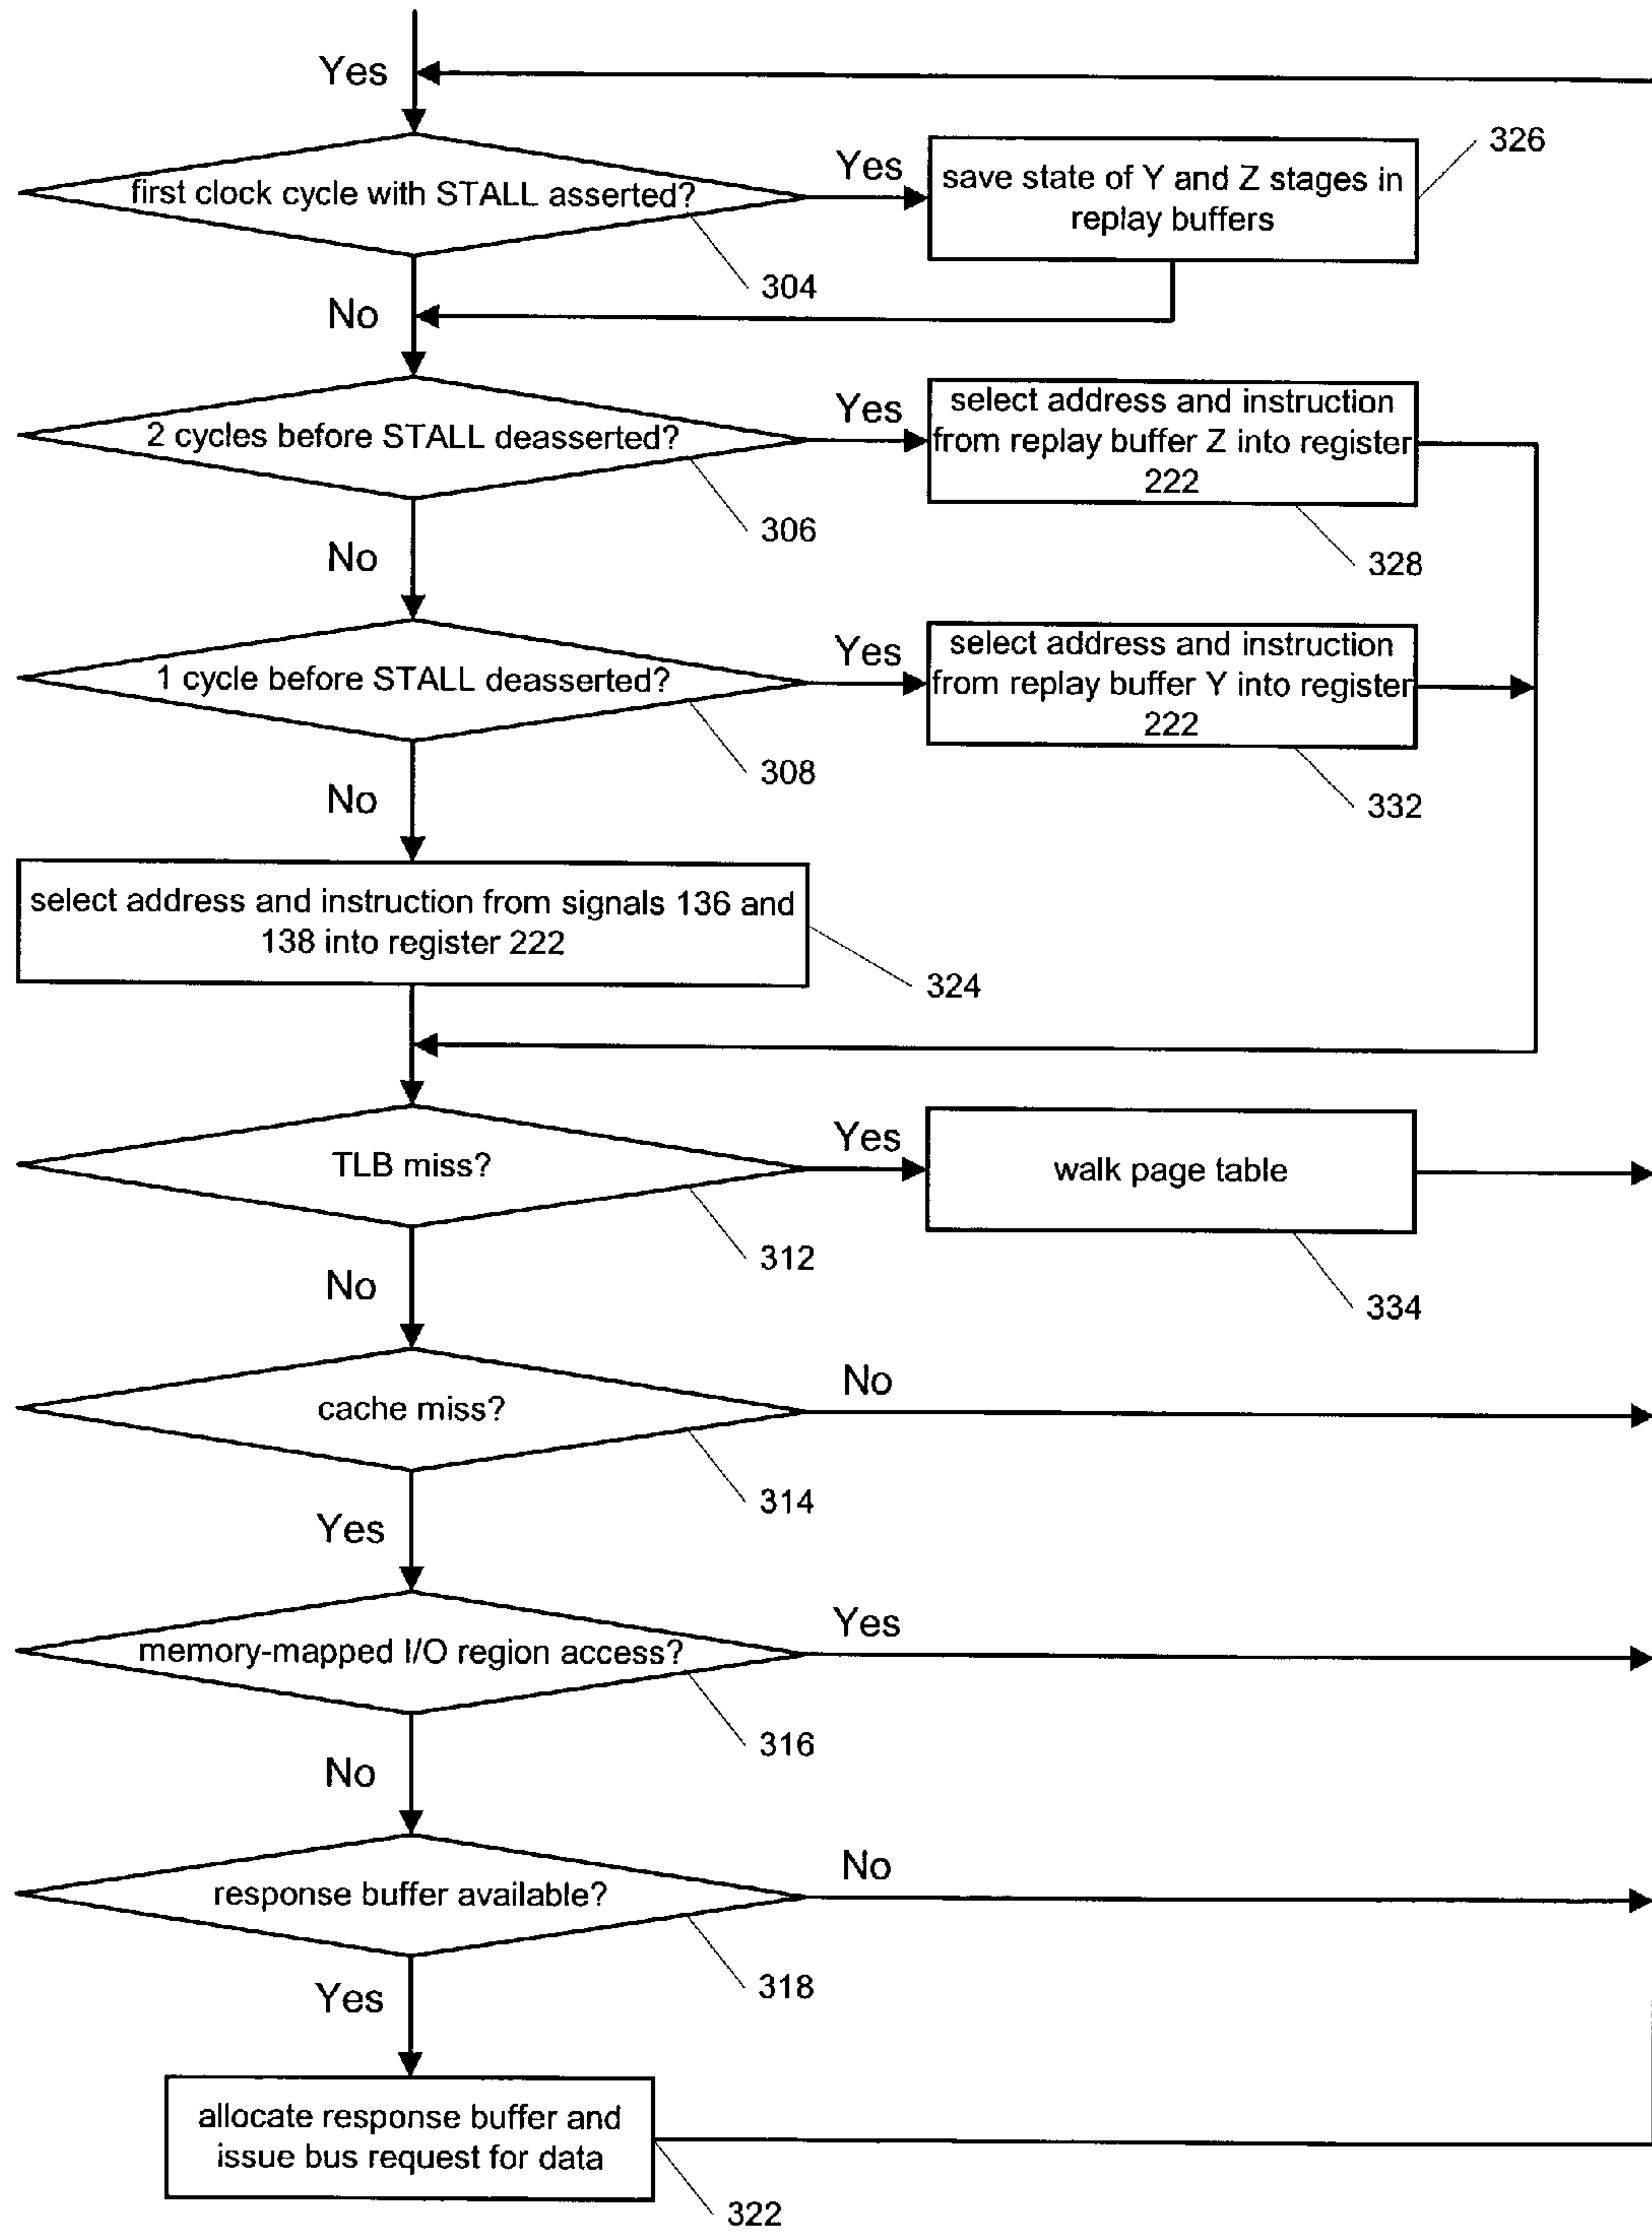 Yes
first clock cycle with STALL asserted?
304
Yes
save state of Y and Z stages in
replay buffers
326
No
2 cycles before STALL deasserted?
306
Yes
select address and instruction
from replay buffer Z into register
222
328
No
1 cycle before STALL deasserted?
308
Yes
select address and instruction
from replay buffer Y into register
222
332
No
select address and instruction from signals 136 and
138 into register 222
324
TLB miss?
312
Yes
walk page table
334
No
cache miss?
314
No
Yes
memory-mapped I/O region access?
316
Yes
No
response buffer available?
318
No
Yes
allocate response buffer and
issue bus request for data
322